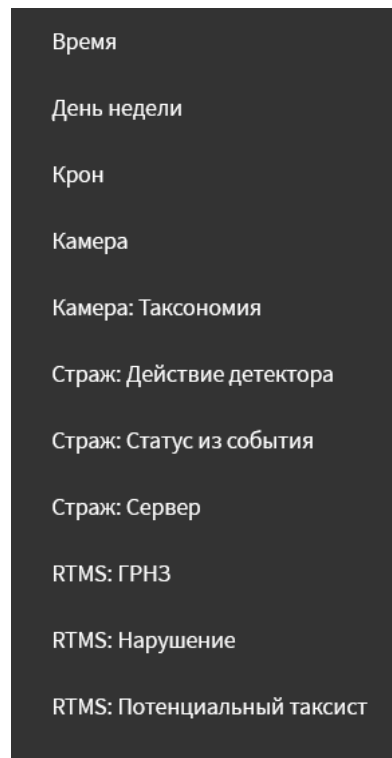 Время
День недели
Крон
Камера
Камера: Таксономия
Страж: Действие детектора
Страж: Статус из события
Страж: Сервер
RTMS: ГРНЗ
RTMS: Нарушение
RTMS: Потенциальный таксист